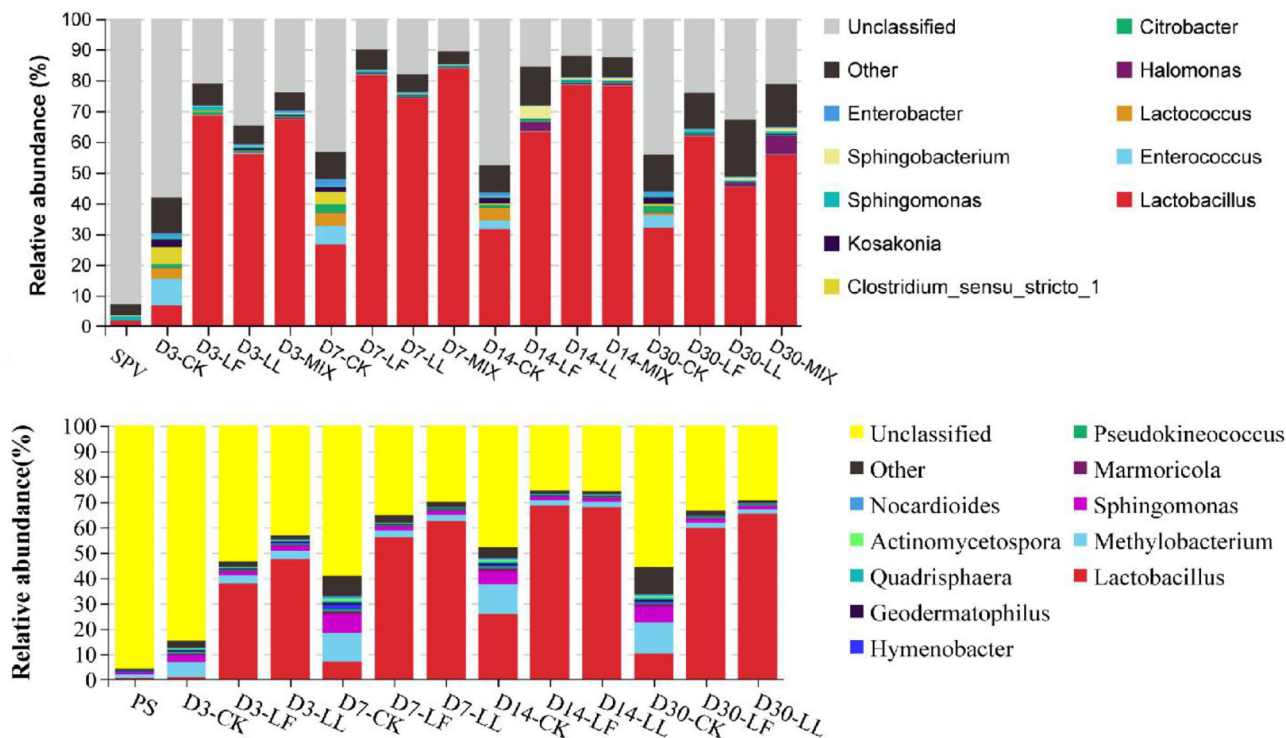 Relative abundance (%)
100
90
80
70
60
50
40
30
20
10
0
SPV
D3-CK
D3-LF
D3-LL
D3-MIX
D7-CK
D7-LF
D7-LL
D7-MIX
D14-CK
D14-LF
D14-LL
D14-MIX
D30-CK
D30-LF
D30-LL
D30-MIX
Unclassified
Other
Enterobacter
Sphingobacterium
Sphingomonas
Kosakonia
Clostridium_sensu_stricto_1
Citrobacter
Halomonas
Lactococcus
Enterococcus
Lactobacillus
Relative abundance(%)
100
90
80
70
60
50
40
30
20
10
0
PS
D3-CK
D3-LF
D3-LL
D7-CK
D7-LF
D7-LL
D14-CK
D14-LF
D14-LL
D30-CK
D30-LF
D30-LL
Unclassified
Other
Nocardioides
Actinomycetospora
Quadrisphaera
Geodermatophilus
Hymenobacter
Pseudokineococcus
Marmoricola
Sphingomonas
Methylobacterium
Lactobacillus